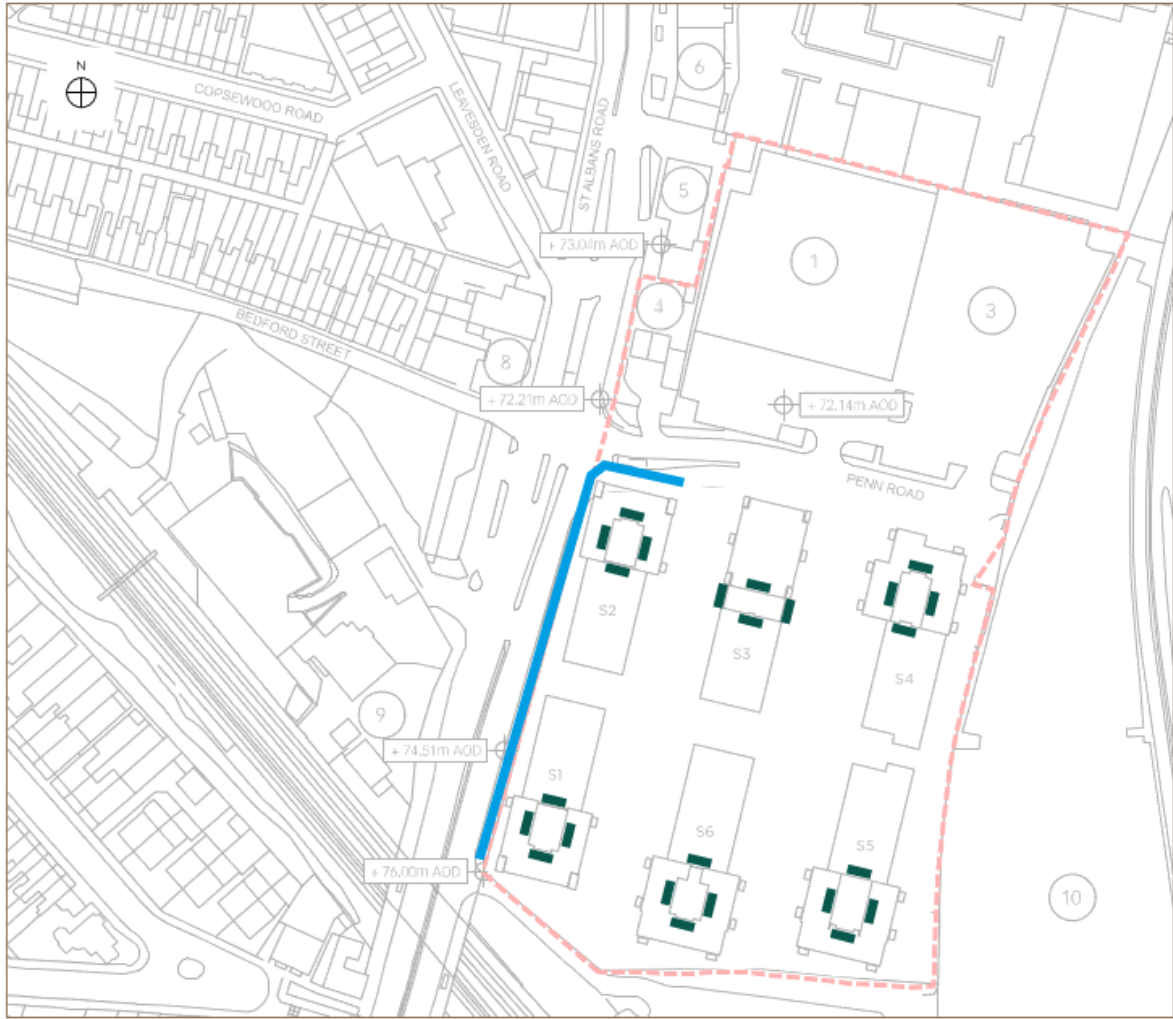 N
COPSEWOOD ROAD
LEAVESDEN ROAD
ST ALBANS ROAD
6
5
+ 73.04m AOD
1
4
3
BEDFORD STREET
8
+ 72.21m AOD
+ 72.14m AOD
PENN ROAD
S2
S3
S4
9
+ 74.51m AOD
S1
S6
S5
+ 76.00m AOD
10